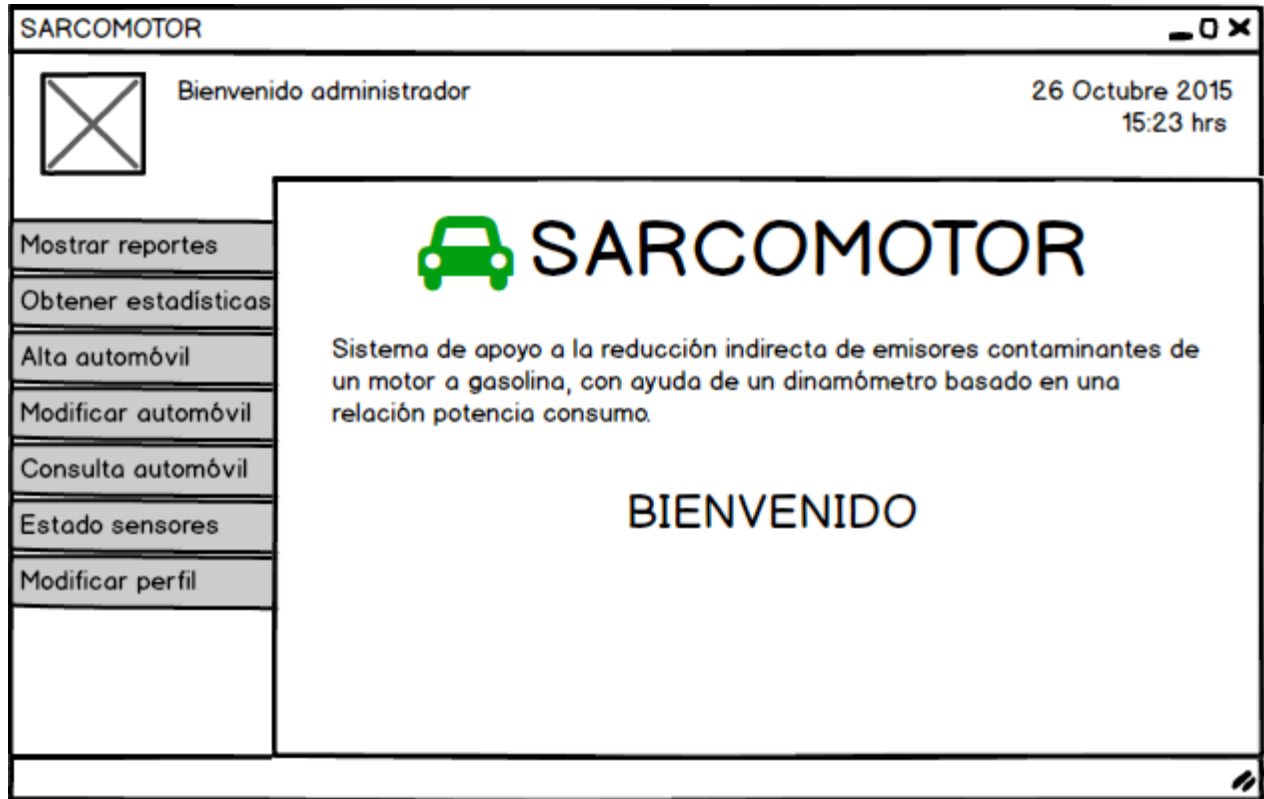 SARCOMOTOR
Bienvenido administrador
26 Octubre 2015
15:23 hrs
Mostrar reportes
Obtener estadísticas
Alta automóvil
Modificar automóvil
Consulta automóvil
Estado sensores
Modificar perfil
SARCOMOTOR
Sistema de apoyo a la reducción indirecta de emisores contaminantes de
un motor a gasolina, con ayuda de un dinamómetro basado en una
relación potencia consumo.
BIENVENIDO